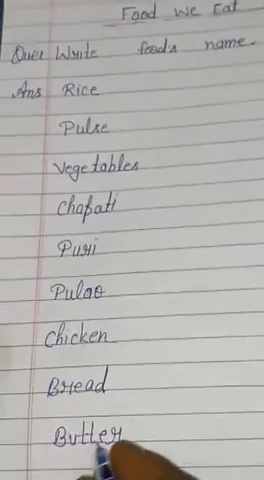 Food We Eat
Ques Write food's name.
Ans Rice
Pulse
Vegetables
Chapati
Puri
Pulao
Chicken
Bread
Butter